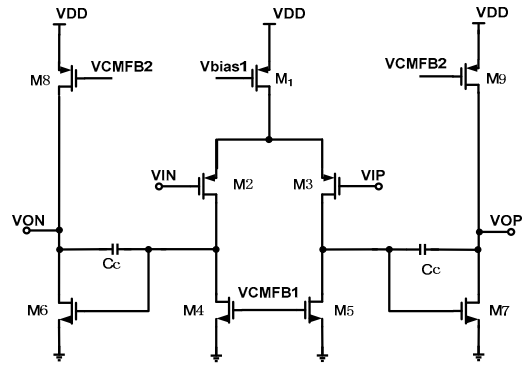 VDD VDD VDD
M8 VCMFB2 Vbias1 M1 VCMFB2 M9
VIN M2 M3 VIP
VON VOP
Cc Cc
M6 M4 VCMFB1 M5 M7